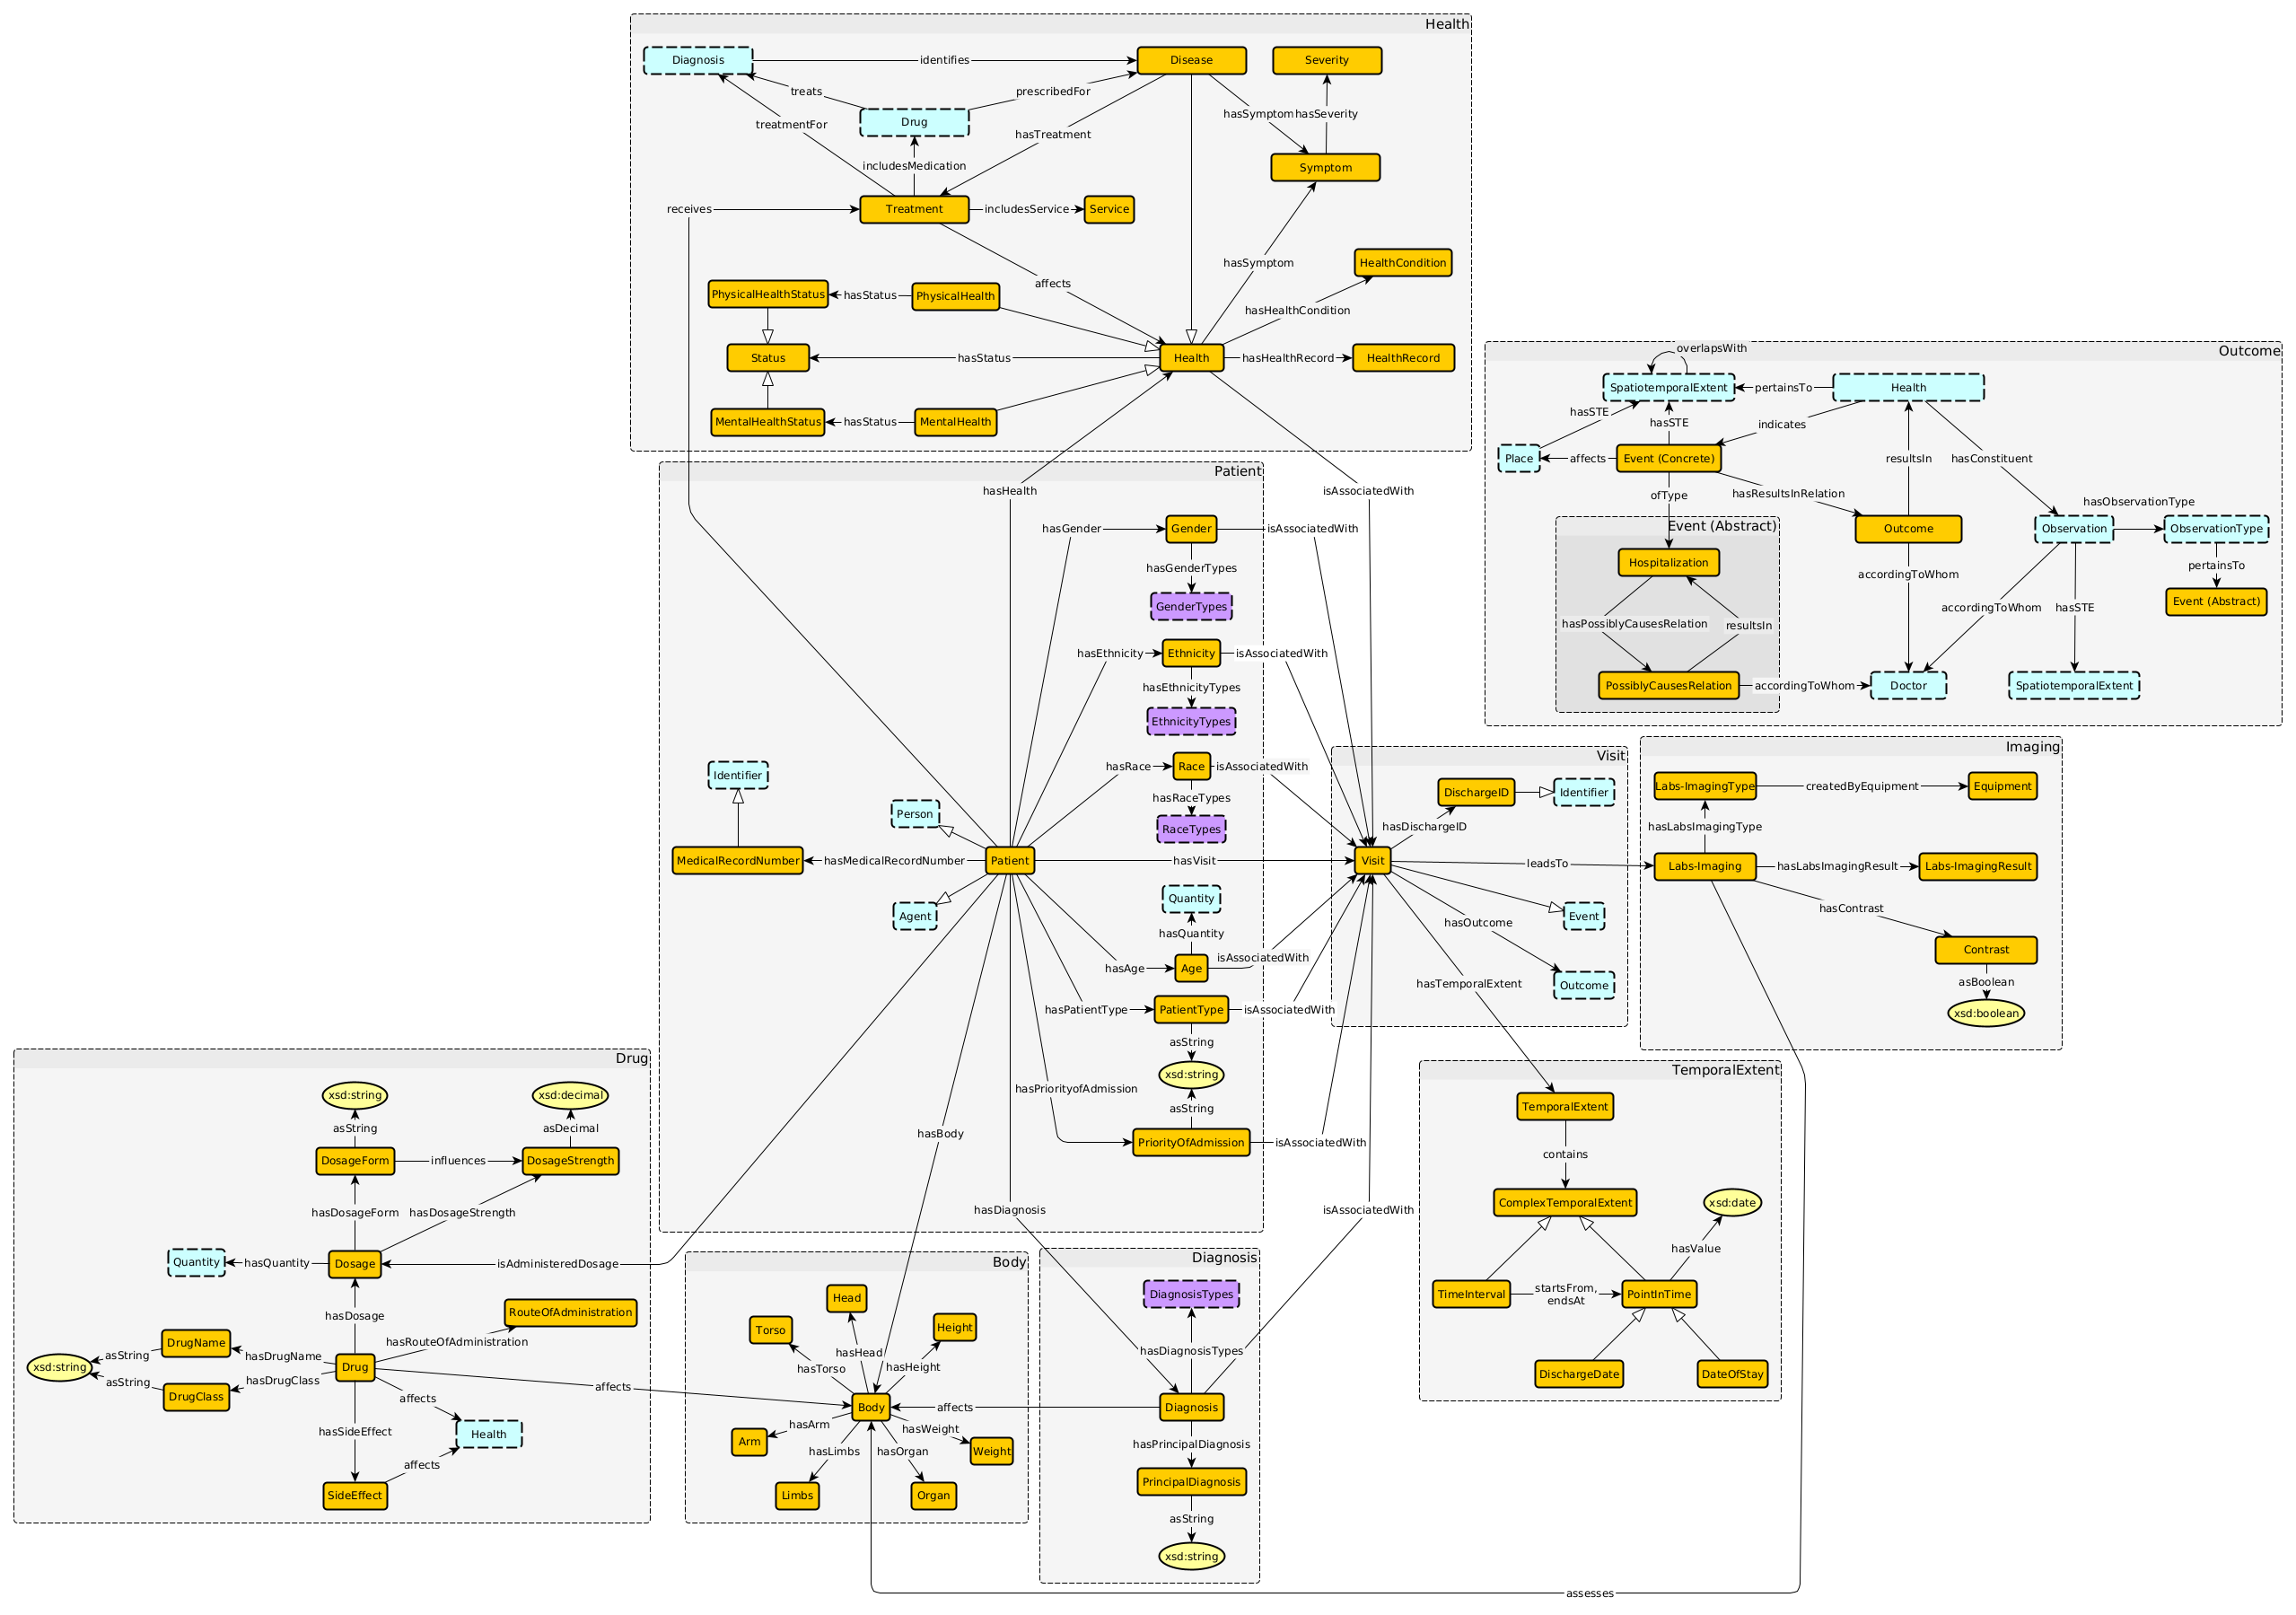 Health
Diagnosis
identifies
Disease
Severity
treats
prescribedFor
Drug
treatmentFor
hasTreatment
hasSymptom
hasSeverity
includesMedication
Symptom
receives
Treatment
includesService
Service
affects
hasSymptom
HealthCondition
PhysicalHealthStatus
hasStatus
PhysicalHealth
hasHealthCondition
Status
hasStatus
Health
hasHealthRecord
HealthRecord
MentalHealthStatus
hasStatus
MentalHealth
Outcome
overlapsWith
SpatiotemporalExtent
pertainsTo
Health
hasSTE
hasSTE
indicates
Place
affects
Event (Concrete)
resultsIn
hasConstituent
ofType
hasResultsInRelation
hasObservationType
Event (Abstract)
Outcome
Observation
ObservationType
Hospitalization
accordingToWhom
pertainsTo
hasPossiblyCausesRelation
resultsIn
accordingToWhom
hasSTE
Event (Abstract)
PossiblyCausesRelation
accordingToWhom
Doctor
SpatiotemporalExtent
Patient
hasHealth
isAssociatedWith
hasGender
Gender
isAssociatedWith
hasGenderTypes
GenderTypes
hasEthnicity
Ethnicity
isAssociatedWith
hasEthnicityTypes
EthnicityTypes
Identifier
hasRace
Race
isAssociatedWith
hasRaceTypes
Person
RaceTypes
MedicalRecordNumber
hasMedicalRecordNumber
Patient
hasVisit
Agent
Quantity
hasQuantity
hasAge
Age
isAssociatedWith
hasPatientType
PatientType
isAssociatedWith
asString
xsd:string
hasPriorityofAdmission
asString
hasBody
PriorityOfAdmission
isAssociatedWith
hasDiagnosis
isAssociatedWith
Visit
DischargeID
Identifier
hasDischargeID
Visit
leadsTo
Event
hasOutcome
hasTemporalExtent
Outcome
Imaging
Labs-ImagingType
createdByEquipment
Equipment
hasLabsImagingType
Labs-Imaging
hasLabsImagingResult
Labs-ImagingResult
hasContrast
Contrast
asBoolean
xsd:boolean
TemporalExtent
TemporalExtent
contains
ComplexTemporalExtent
xsd:date
hasValue
TimeInterval
startsFrom,
endsAt
PointInTime
DischargeDate
DateOfStay
Drug
xsd:string
xsd:decimal
asString
asDecimal
DosageForm
influences
DosageStrength
hasDosageForm
hasDosageStrength
Quantity
hasQuantity
Dosage
isAdministeredDosage
hasDosage
RouteOfAdministration
DrugName
hasRouteOfAdministration
asString
hasDrugName
xsd:string
Drug
asString
hasDrugClass
DrugClass
affects
affects
hasSideEffect
Health
affects
SideEffect
Body
Head
Torso
Height
hasHead
hasTorso
hasHeight
Body
hasArm
hasWeight
Arm
hasLimbs
hasOrgan
Weight
Limbs
Organ
Diagnosis
DiagnosisTypes
hasDiagnosisTypes
affects
Diagnosis
hasPrincipalDiagnosis
PrincipalDiagnosis
asString
xsd:string
assesses